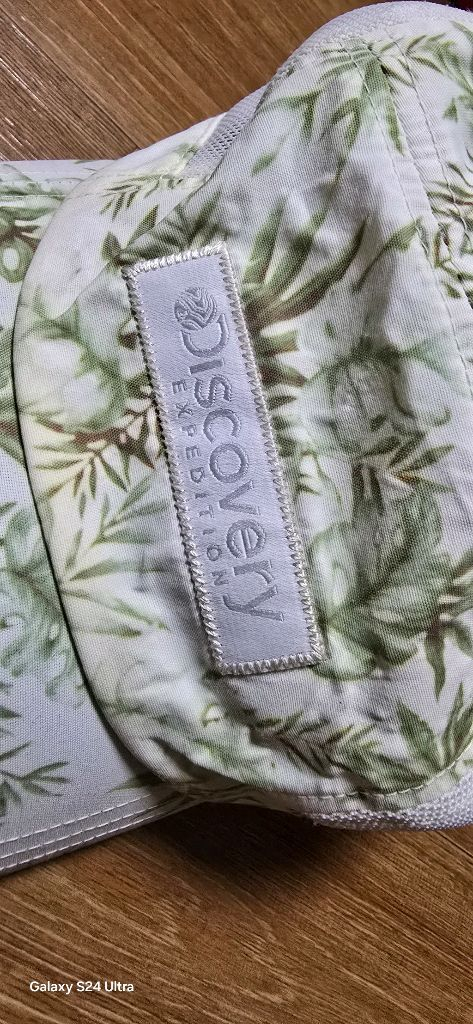 Discovery
EXPEDITION
Galaxy S24 Ultra